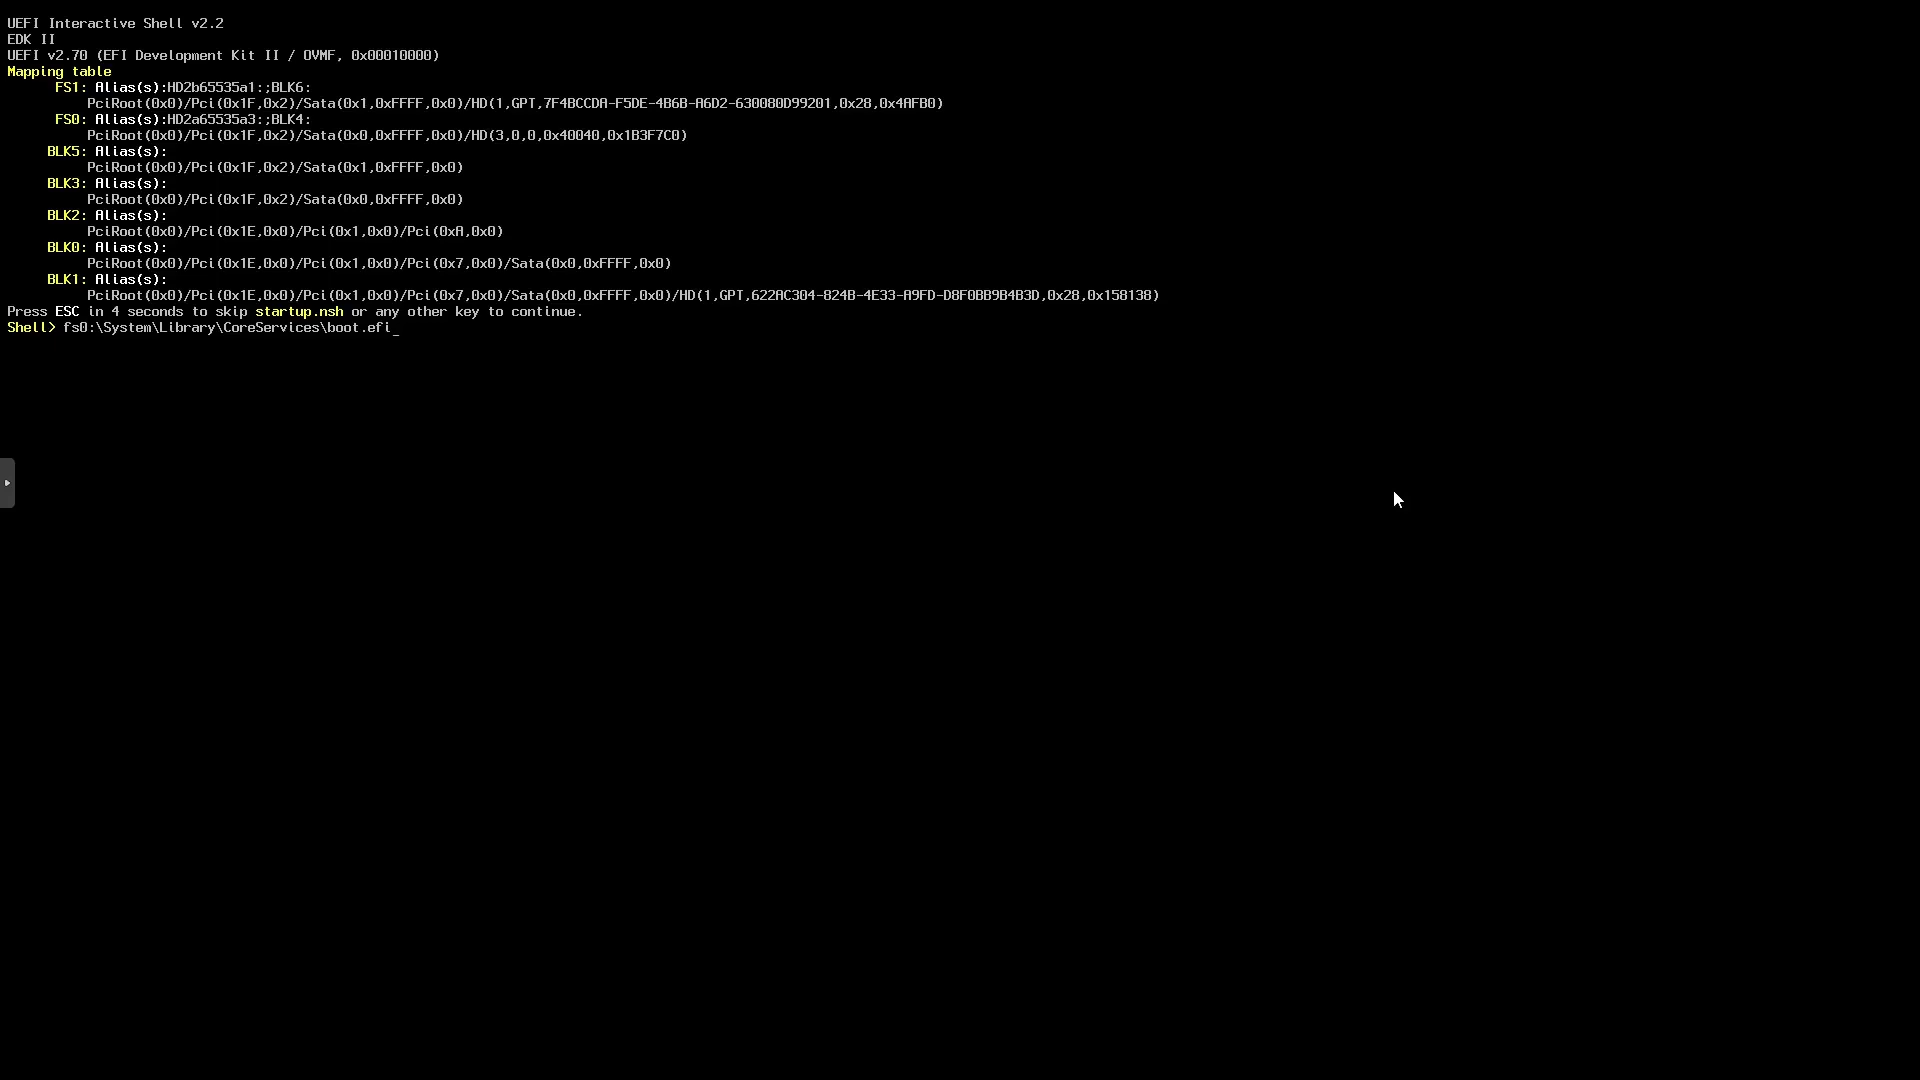 UEFI Interactive Shell v2.2
EDK II
UEFI v2.70 (EFI Development Kit II / OVMF, 0x00010000)
Mapping table
FS1: Alias(s):HD2b65535a1:;BLK6:
PciRoot(0x0)/Pci(0x1F,0x2)/Sata(0x1,0xFFFF,0x0)/HD(1,GPT,7F4BCCDA-F5DE-4B6B-A6D2-630080D99201,0x28,0x4AFB0)
FS0: Alias(s):HD2a65535a3:;BLK4:
PciRoot(0x0)/Pci(0x1F,0x2)/Sata(0x0,0xFFFF,0x0)/HD(3,0,0,0x40040,0x1B3F7C0)
BLK5: Alias(s):
PciRoot(0x0)/Pci(0x1F,0x2)/Sata(0x1,0xFFFF,0x0)
BLK3: Alias(s):
PciRoot(0x0)/Pci(0x1F,0x2)/Sata(0x0,0xFFFF,0x0)
BLK2: Alias(s):
PciRoot(0x0)/Pci(0x1E,0x0)/Pci(0x1,0x0)/Pci(0xA,0x0)
BLK0: Alias(s):
PciRoot(0x0)/Pci(0x1E,0x0)/Pci(0x1,0x0)/Pci(0x7,0x0)/Sata(0x0,0xFFFF,0x0)
BLK1: Alias(s):
PciRoot(0x0)/Pci(0x1E,0x0)/Pci(0x1,0x0)/Pci(0x7,0x0)/Sata(0x0,0xFFFF,0x0)/HD(1,GPT,622AC304-824B-4E33-A9FD-D8F0BB9B4B3D,0x28,0x158138)
Press ESC in 4 seconds to skip startup.nsh or any other key to continue.
Shell> fs0:\System\Library\CoreServices\boot.efi_